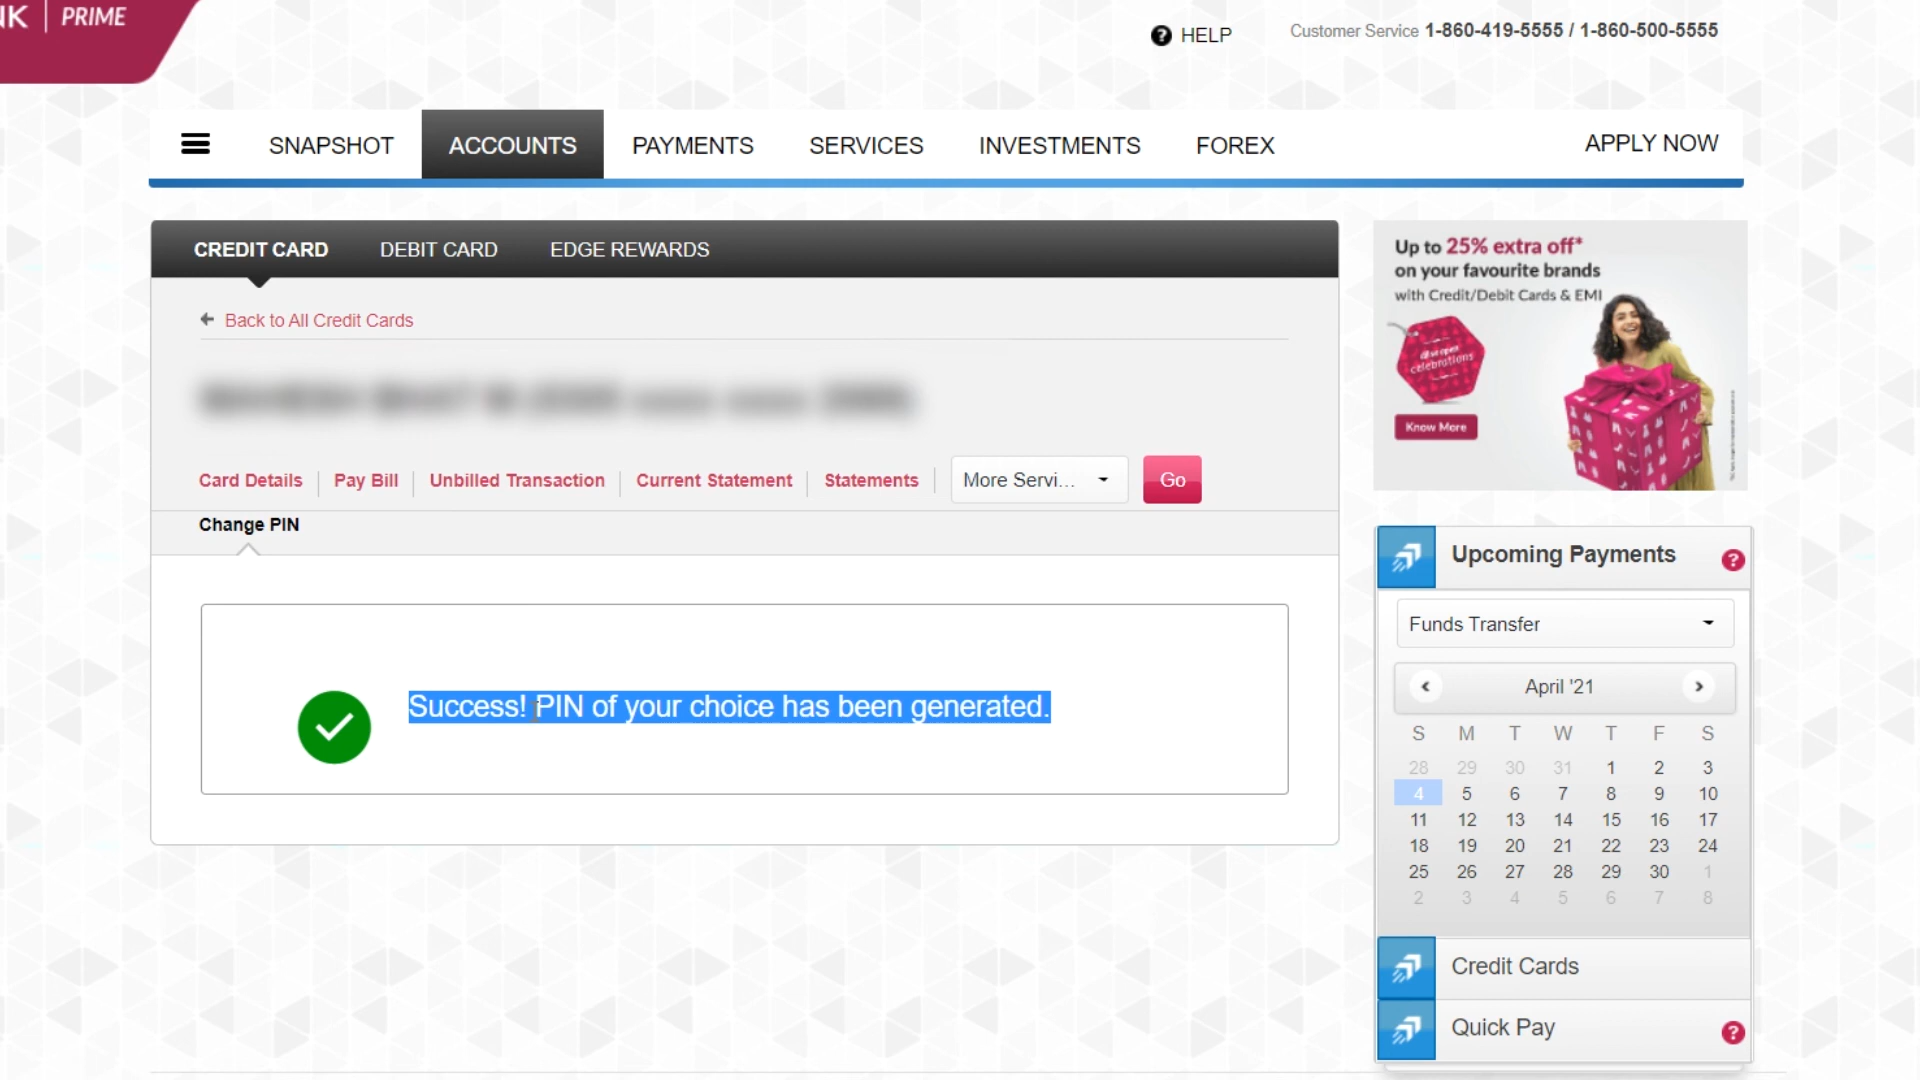 NK | PRIME
HELP
Customer Service 1-860-419-5555 / 1-860-500-5555
SNAPSHOT
ACCOUNTS
PAYMENTS
SERVICES
INVESTMENTS
FOREX
APPLY NOW
CREDIT CARD
DEBIT CARD
EDGE REWARDS
Back to All Credit Cards
Card Details
Pay Bill
Unbilled Transaction
Current Statement
Statements
More Servi...
Go
Change PIN
Success! PIN of your choice has been generated.
Up to 25% extra off*
on your favourite brands
with Credit/Debit Cards & EMI
celebrations
Know More
Upcoming Payments
Funds Transfer
April '21
S M T W T F S
28 29 30 31 1 2 3
4 5 6 7 8 9 10
11 12 13 14 15 16 17
18 19 20 21 22 23 24
25 26 27 28 29 30 1
2 3 4 5 6 7 8
Credit Cards
Quick Pay